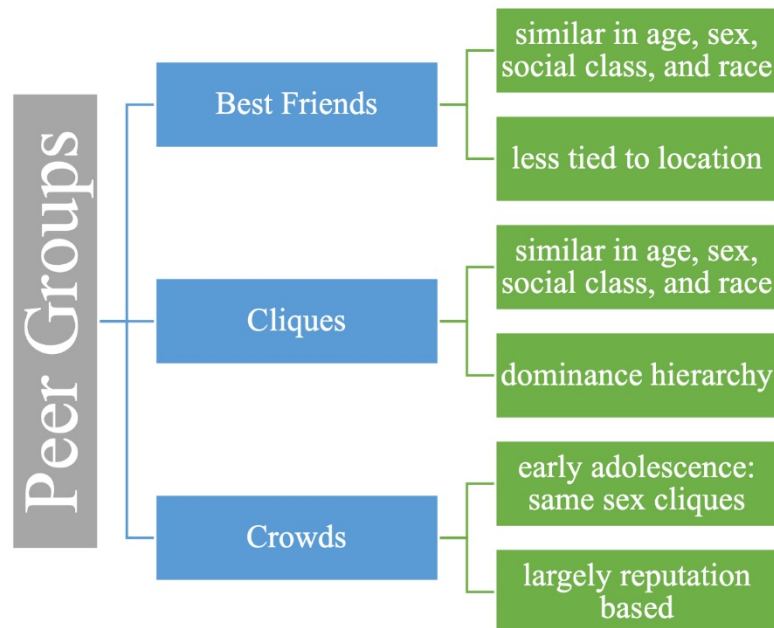 Peer Groups
Best Friends
similar in age, sex,
social class, and race
less tied to location
Cliques
similar in age, sex,
social class, and race
dominance hierarchy
Crowds
early adolescence:
same sex cliques
largely reputation
based